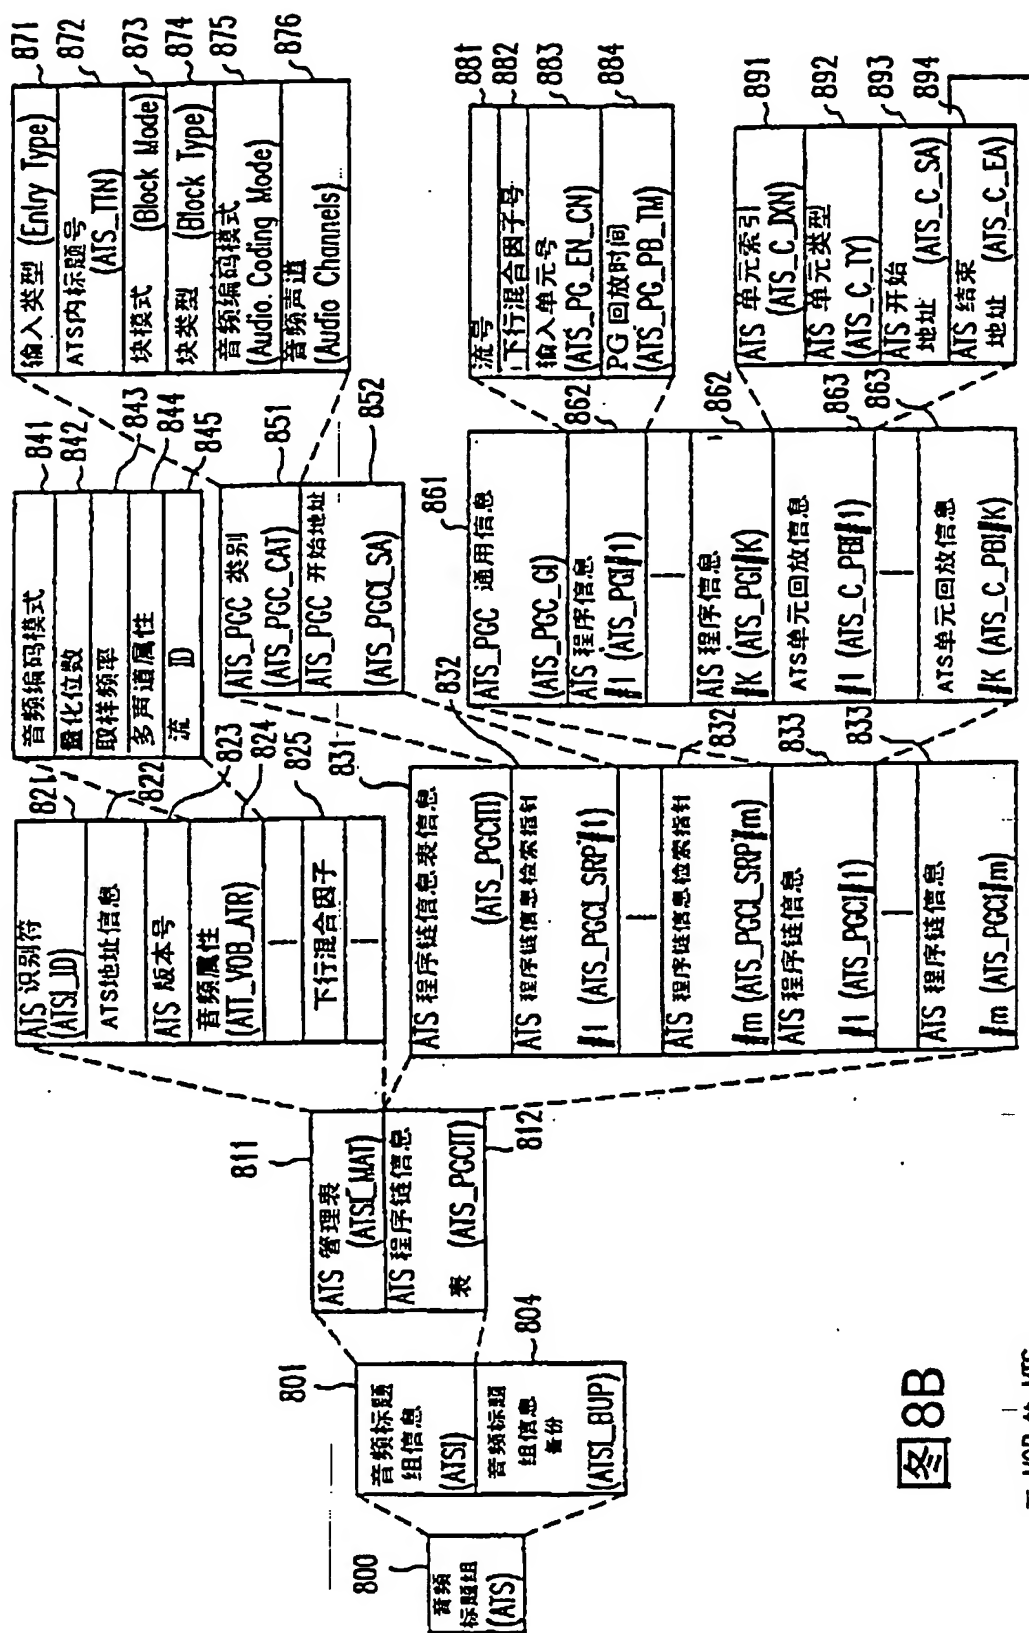 800
音频
标题组
(ATS)
801
音频标题
组信息
(ATSI)
804
音频标题
组信息
备份
(ATSI_BUP)
811
ATS 管理表
(ATSI_MAT)
ATS 程序链信息
表 (ATS_PGCIT)
812
821
ATS 识别符
(ATSI_ID)
822
ATS地址信息
823
ATS 版本号
824
音频属性
(ATT_VOB_ATR)
825
下行混合因子
831
ATS 程序链信息表信息
(ATS_PGCITI)
832
ATS 程序链信息检索指针
#1 (ATS_PGCI_SRP#1)
832
ATS 程序链信息检索指针
#m (ATS_PGCI_SRP#m)
833
ATS 程序链信息
#1 (ATS_PGCI#1)
833
ATS 程序链信息
#m (ATS_PGCI#m)
841
音频编码模式
842
量化位数
843
取样频率
844
多声道属性
845
流 ID
851
ATS_PGC 类别
(ATS_PGC_CAT)
852
ATS_PGC 开始地址
(ATS_PGCI_SA)
861
ATS_PGC 通用信息
(ATS_PGC_GI)
862
ATS 程序信息
#1 (ATS_PGI#1)
862
ATS 程序信息
#K (ATS_PGI#K)
863
ATS单元回放信息
#1 (ATS_C_PBI#1)
863
ATS单元回放信息
#K (ATS_C_PBI#K)
871
输入类型 (Entry Type)
872
ATS内标题号
(ATS_TTN)
873
块模式 (Block Mode)
874
块类型 (Block Type)
875
音频编码模式
(Audio Coding Mode)
876
音频声道
(Audio Channels)
881
流号
882
下行混合因子号
883
输入单元号
(ATS_PG_EN_CN)
884
PG 回放时间
(ATS_PG_PB_TM)
891
ATS 单元索引
(ATS_C_IXN)
892
ATS 单元类型
(ATS_C_TY)
893
ATS 开始
地址 (ATS_C_SA)
894
ATS 结束
地址 (ATS_C_EA)
图8B